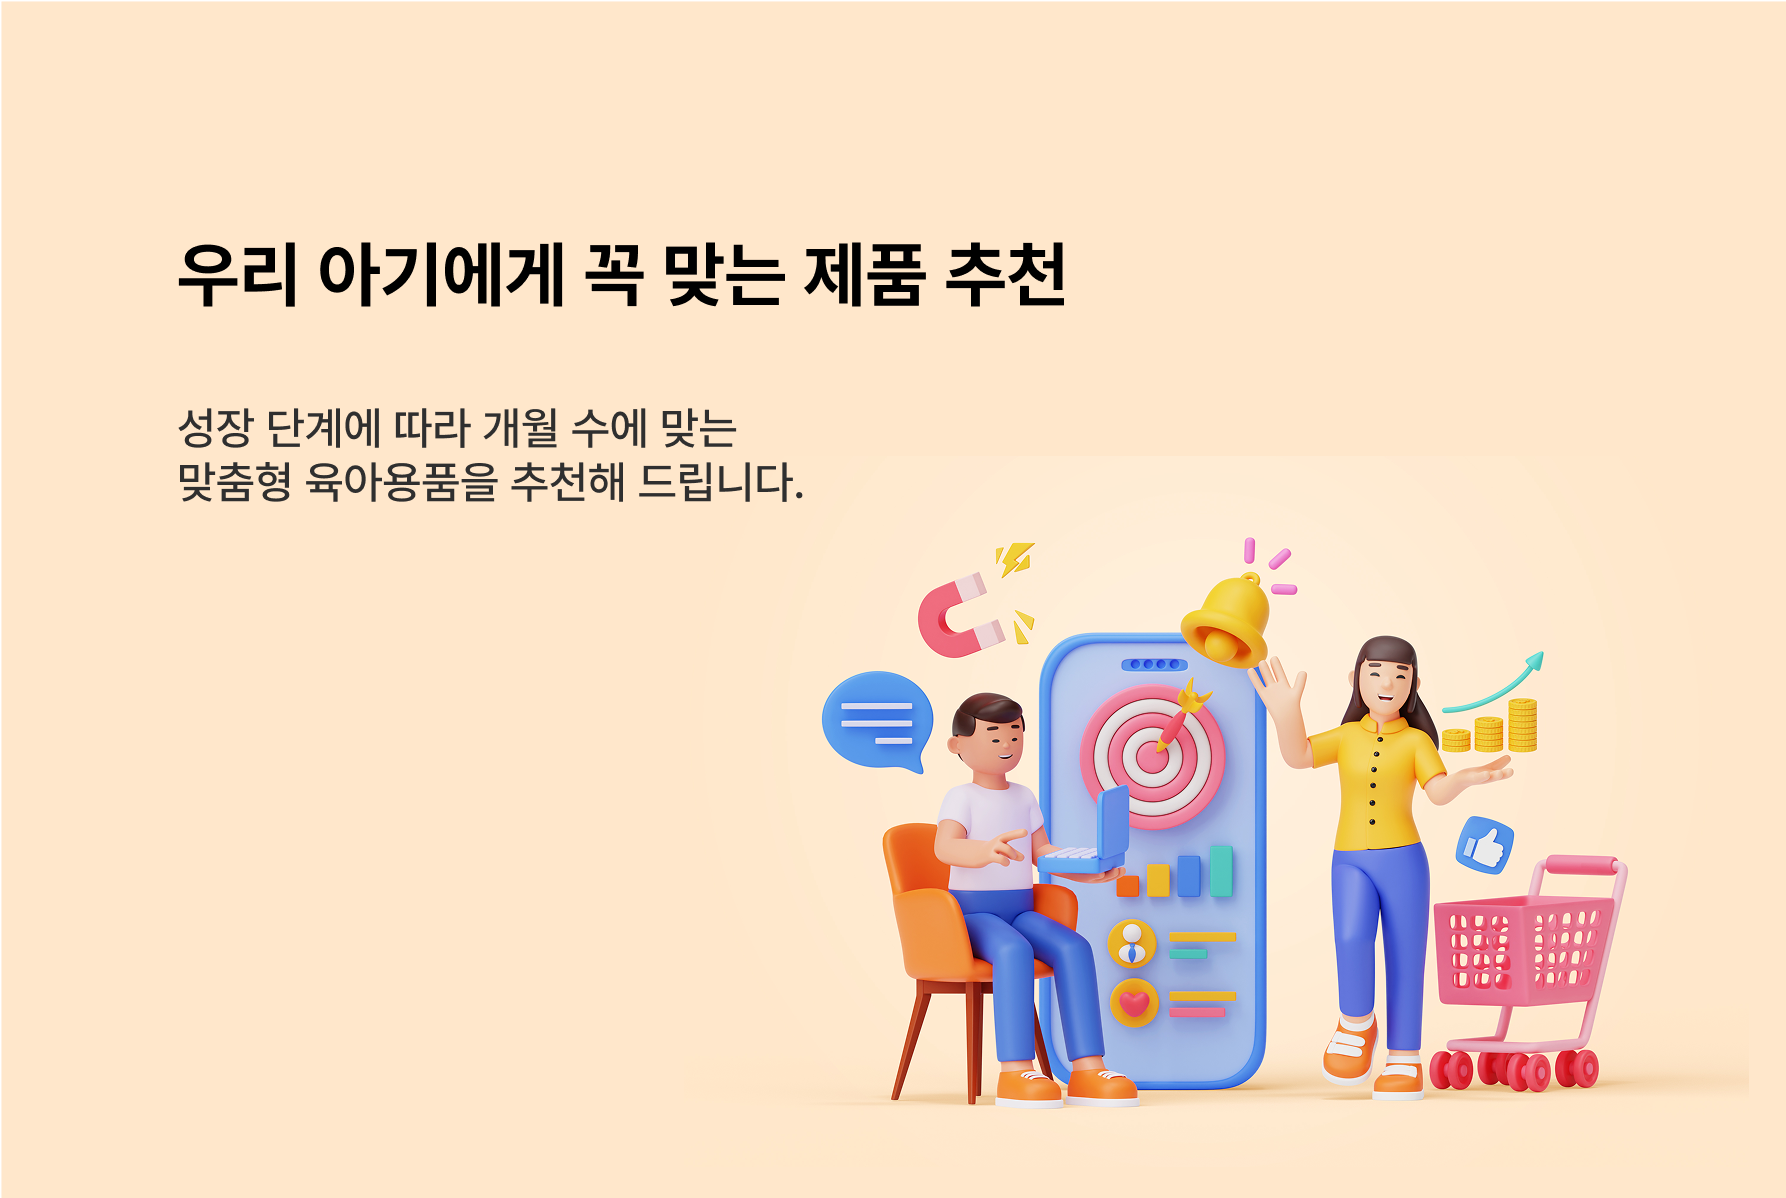 우리 아기에게 꼭 맞는 제품 추천
성장 단계에 따라 개월 수에 맞는
맞춤형 육아용품을 추천해 드립니다.